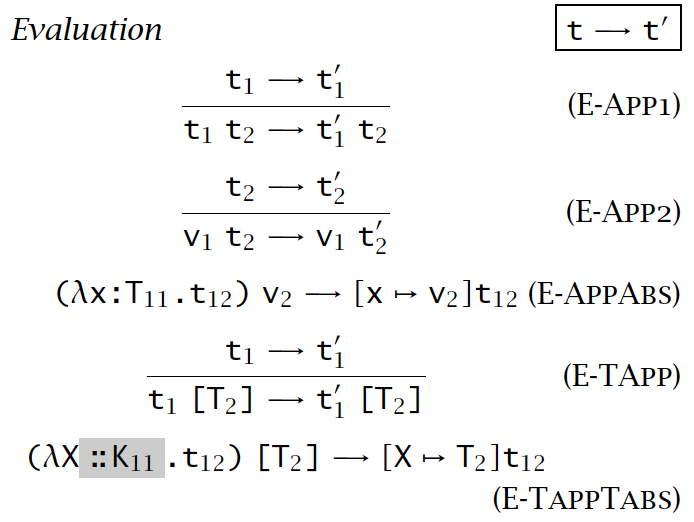 Evaluation t ⟶ t′
t₁ ⟶ t₁′
t₁ t₂ ⟶ t₁′ t₂
(E-App1)
t₂ ⟶ t₂′
v₁ t₂ ⟶ v₁ t₂′
(E-App2)
(λx:T₁₁.t₁₂) v₂ ⟶ [x ↦ v₂]t₁₂ (E-AppAbs)
t₁ ⟶ t₁′
t₁ [T₂] ⟶ t₁′ [T₂]
(E-TApp)
(λX::K₁₁.t₁₂) [T₂] ⟶ [X ↦ T₂]t₁₂
(E-TappTabs)